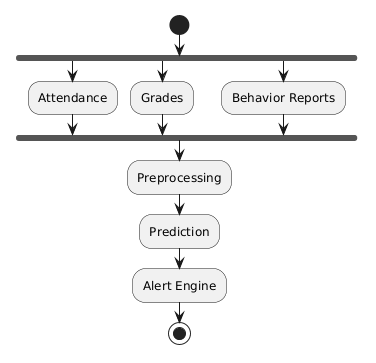 Attendance
Grades
Behavior Reports
Preprocessing
Prediction
Alert Engine